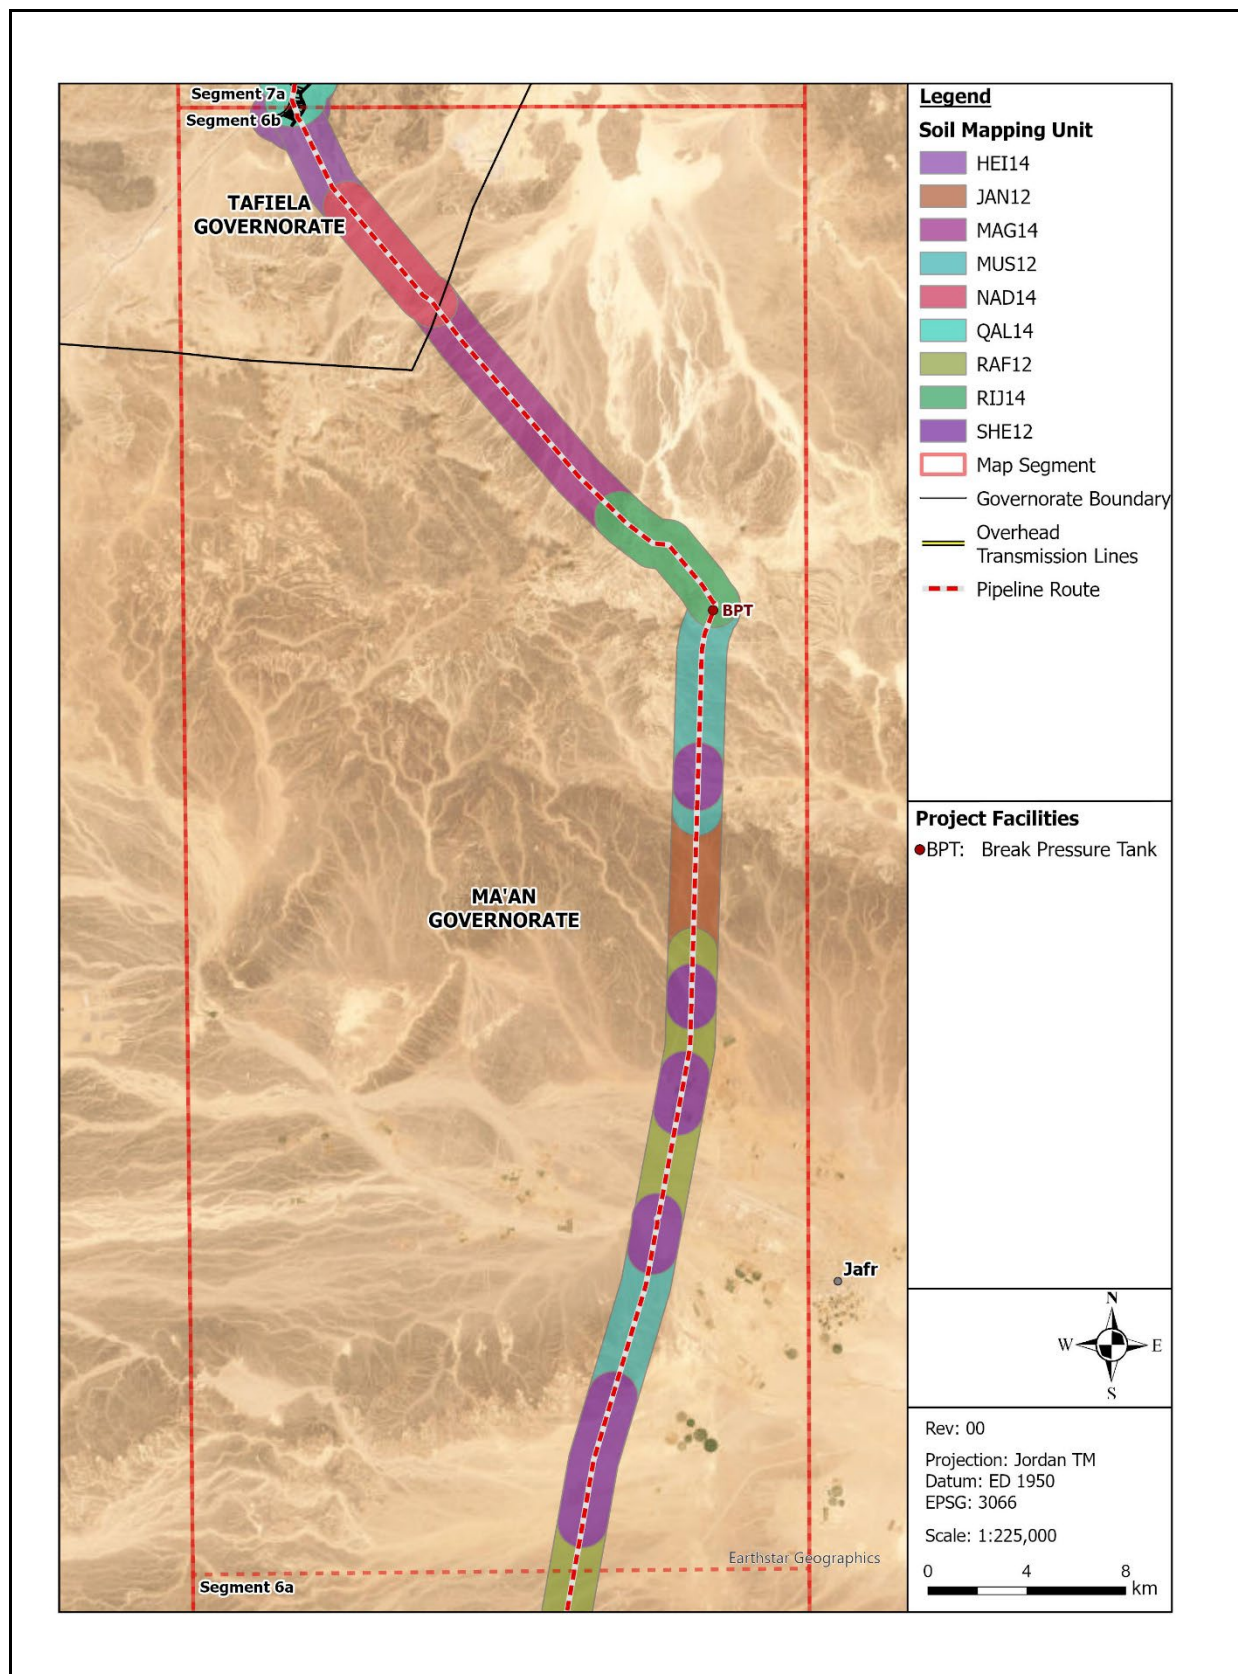 Segment 7a
Segment 6b
TAFIELA
GOVERNORATE
BPT
MA'AN
GOVERNORATE
Jafr
Earthstar Geographics
Segment 6a
Legend
Soil Mapping Unit
HEI14
JAN12
MAG14
MUS12
NAD14
QAL14
RAF12
RIJ14
SHE12
Map Segment
Governorate Boundary
Overhead
Transmission Lines
Pipeline Route
Project Facilities
BPT: Break Pressure Tank
N
W E
S
Rev: 00
Projection: Jordan TM
Datum: ED 1950
EPSG: 3066
Scale: 1:225,000
0 4 8
km